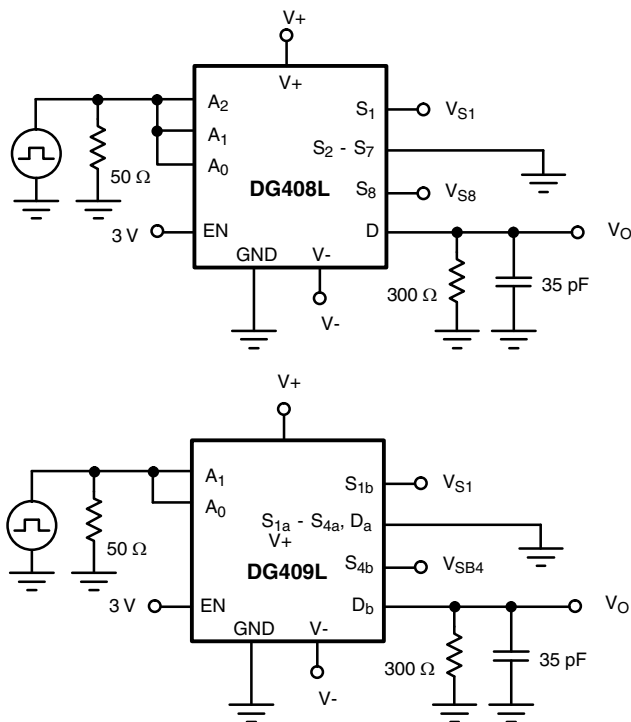 V+
V+
A2
S1
VS1
A1
S2 - S7
50 Ω
A0
DG408L
S8
VS8
3 V
EN
D
VO
GND
V-
300 Ω
35 pF
V-
V+
A1
S1b
VS1
A0
S1a - S4a, Da
V+
50 Ω
S4b
VSB4
DG409L
3 V
EN
Db
VO
GND
V-
300 Ω
35 pF
V-